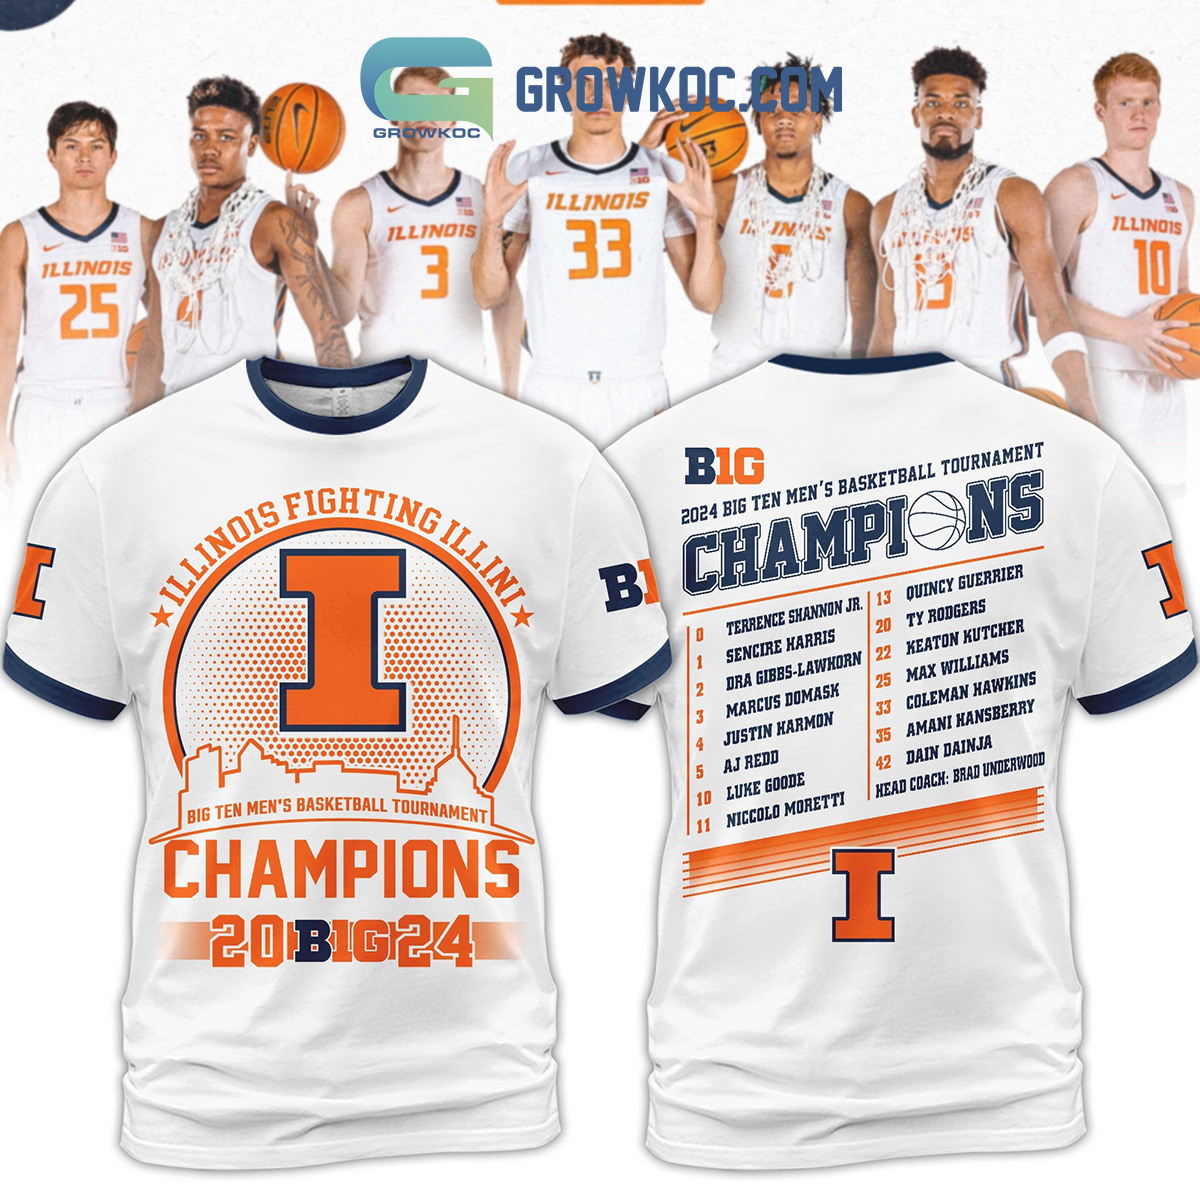 GROWKOC
GROWKOC.COM
ILLINOIS
25
ILLINOIS
3
B1G
ILLINOIS
33
ILLINOIS
10
ILLINOIS FIGHTING ILLINI
I
BIG TEN MEN'S BASKETBALL TOURNAMENT
CHAMPIONS
20 B1G 24
I
B1
B1G
2024 BIG TEN MEN'S BASKETBALL TOURNAMENT
CHAMPIONS
0 TERRENCE SHANNON JR.
1 SENCIRE HARRIS
2 DRA GIBBS-LAWHORN
3 MARCUS DOMASK
4 JUSTIN HARMON
5 AJ REDD
10 LUKE GOODE
11 NICCOLO MORETTI
13 QUINCY GUERRIER
20 TY RODGERS
22 KEATON KUTCHER
25 MAX WILLIAMS
33 COLEMAN HAWKINS
35 AMANI HANSBERRY
42 DAIN DAINJA
HEAD COACH: BRAD UNDERWOOD
I
I